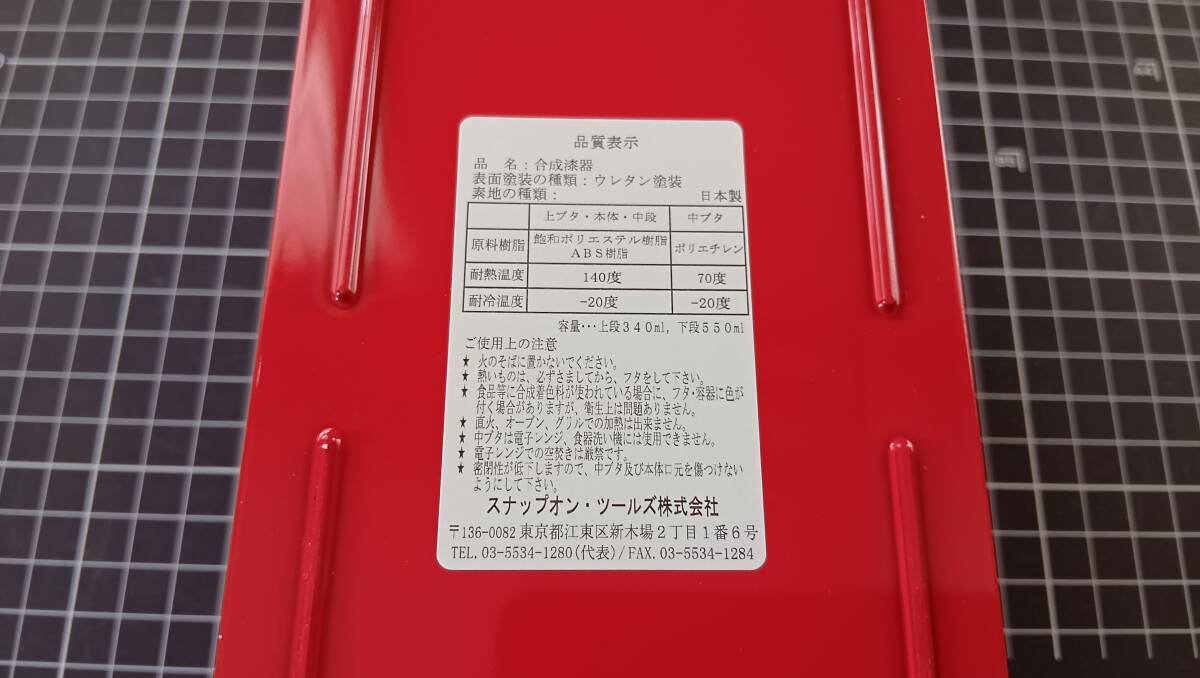 品質表示
品　名：合成漆器
表面塗装の種類：ウレタン塗装
素地の種類：　日本製
上ブタ・本体・中段　中ブタ
原料樹脂　飽和ポリエステル樹脂 ＡＢＳ樹脂　ポリエチレン
耐熱温度　140度　70度
耐冷温度　-20度　-20度
容量･･･上段３４０ml，下段５５０ml
ご使用上の注意
★ 火のそばに置かないでください。
★ 熱いものは、必ずさましてから、フタをして下さい。
★ 食品等に合成着色料が使われている場合に、フタ・容器に色が
付く場合がありますが、衛生上は問題ありません。
★ 直火、オーブン、グリルでの加熱は出来ません。
★ 中ブタは電子レンジ、食器洗い機には使用できません。
★ 電子レンジでの空焚きは厳禁です。
★ 密閉性が低下しますので、中ブタ及び本体口元を傷つけない
ようにして下さい。
スナップオン・ツールズ株式会社
〒136-0082 東京都江東区新木場２丁目１番６号
TEL. 03-5534-1280(代表)/FAX. 03-5534-1284